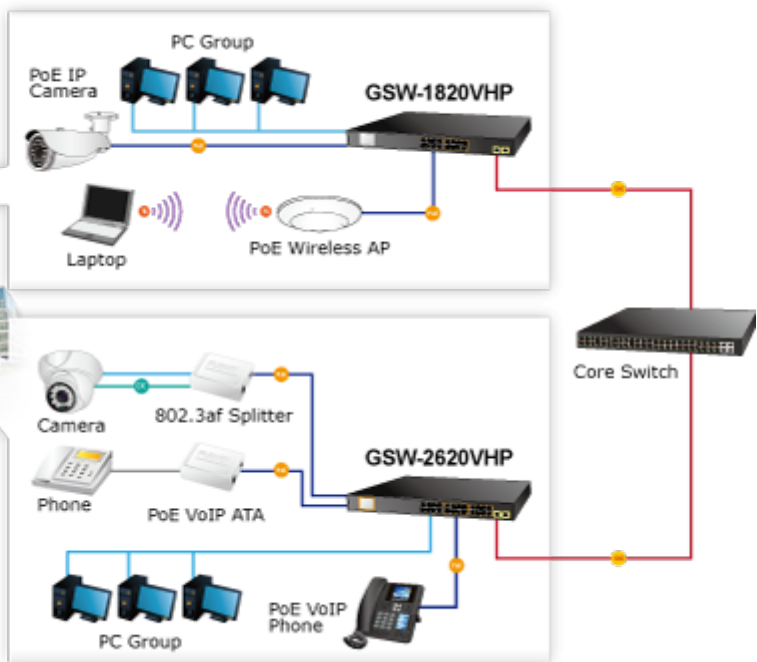 PC Group
PoE IP
Camera
GSW-1820VHP
Laptop
PoE Wireless AP
Core Switch
Camera
802.3af Splitter
GSW-2620VHP
Phone
PoE VoIP ATA
PC Group
PoE VoIP
Phone